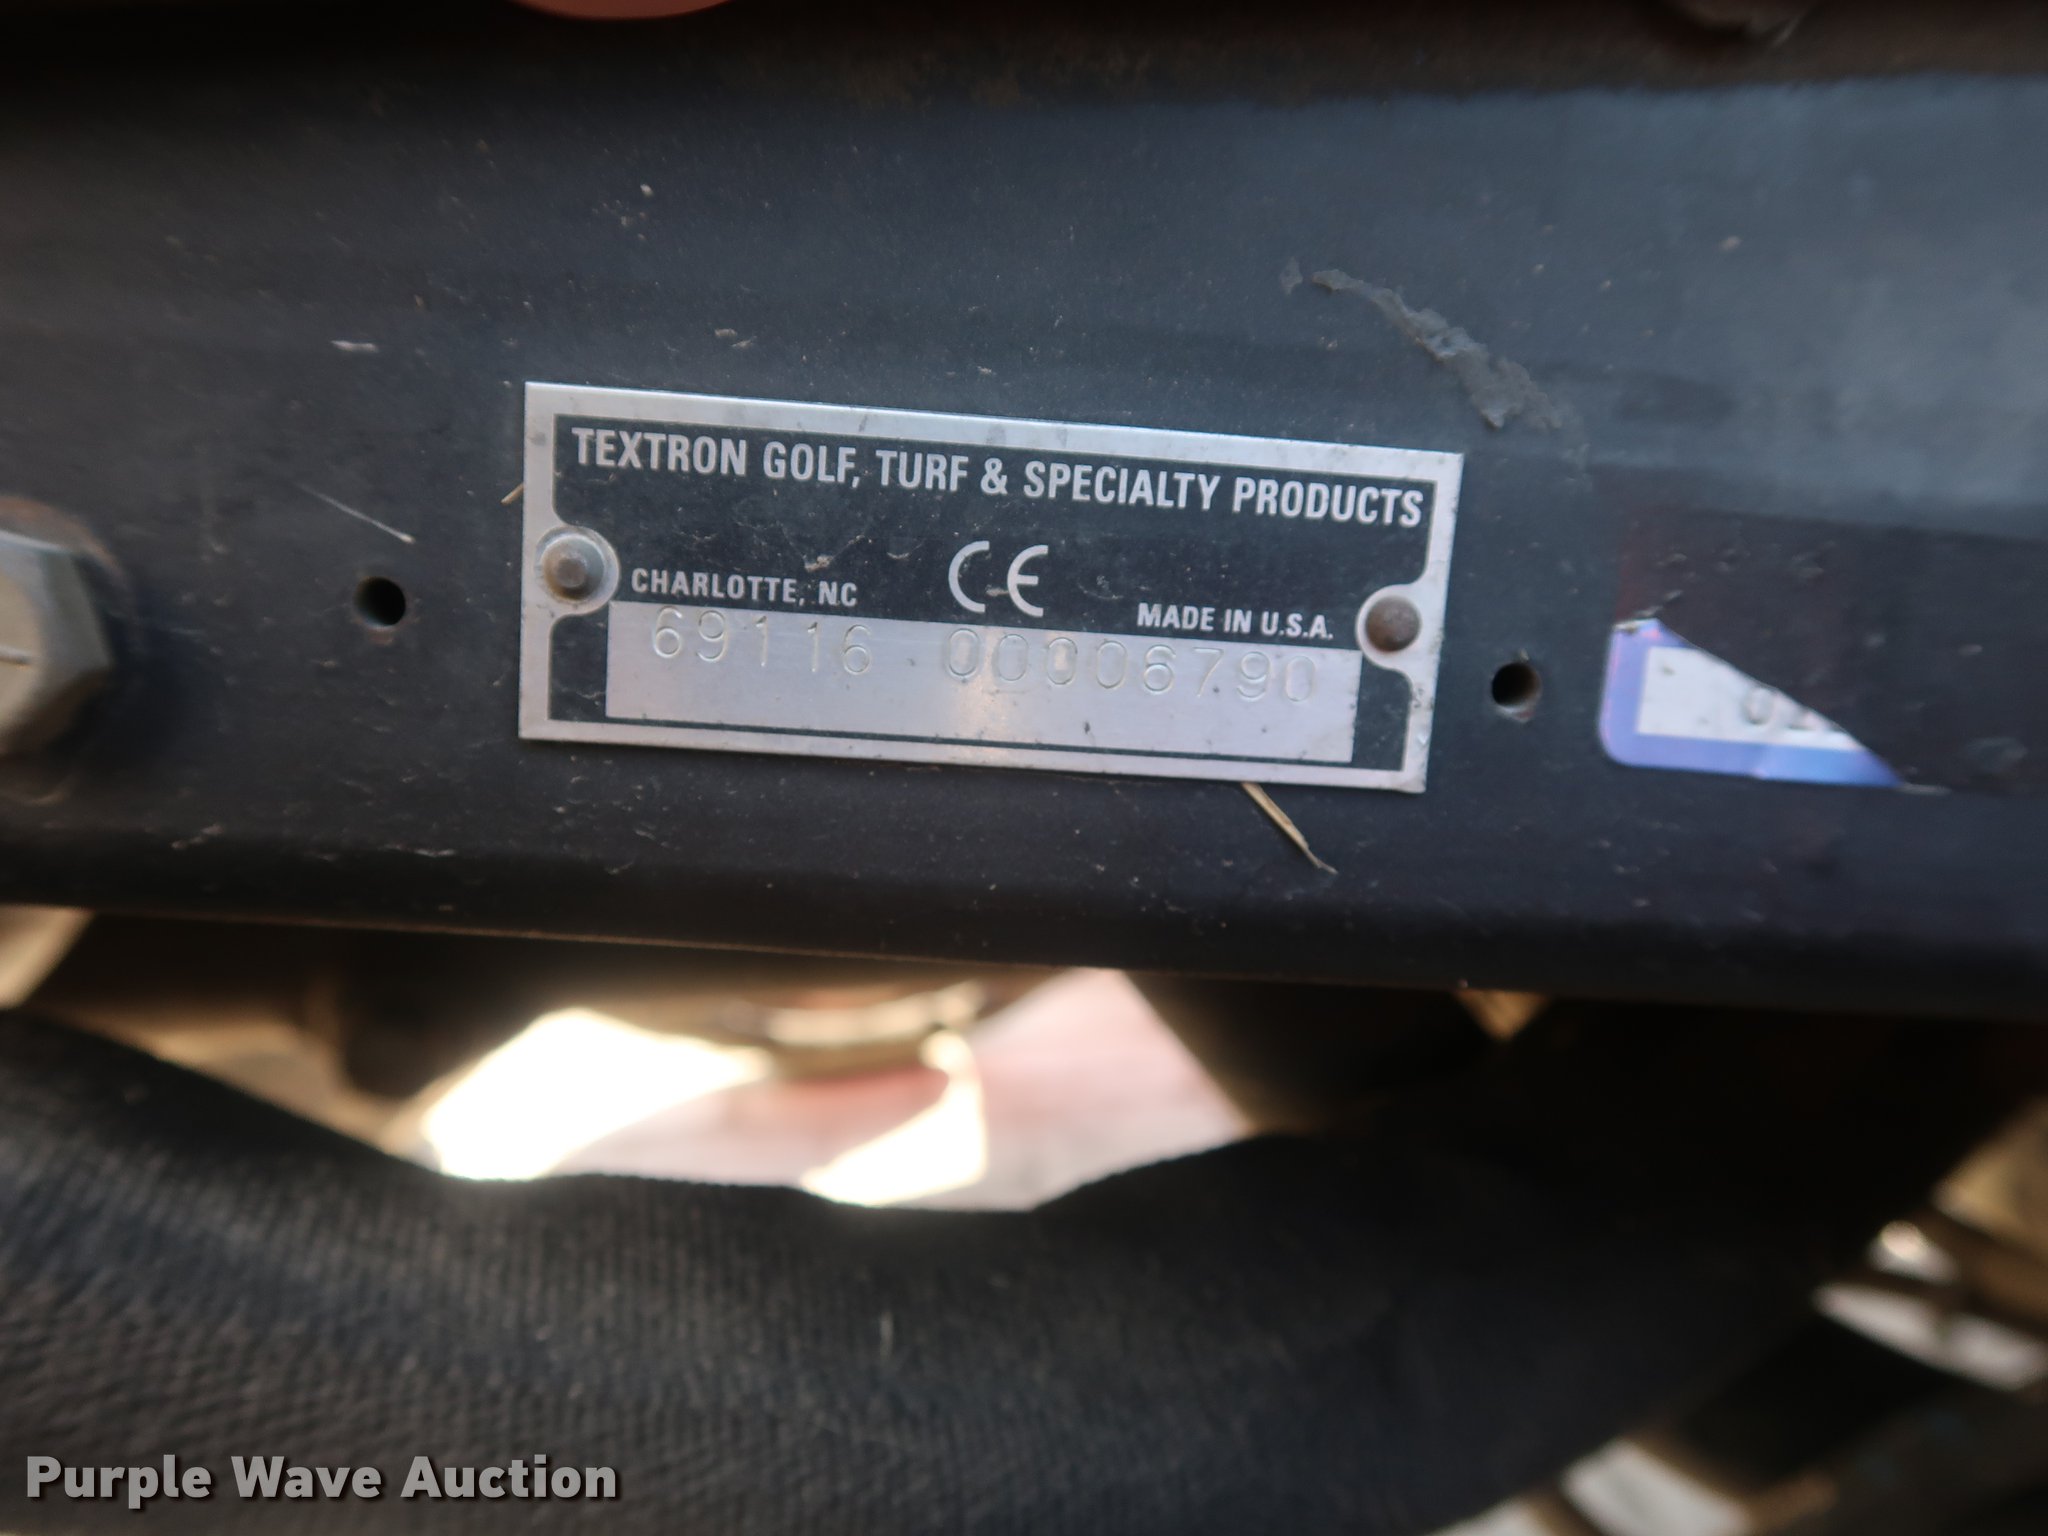 TEXTRON GOLF, TURF & SPECIALTY PRODUCTS
CHARLOTTE, NC CE MADE IN U.S.A.
69116 00006790
Purple Wave Auction